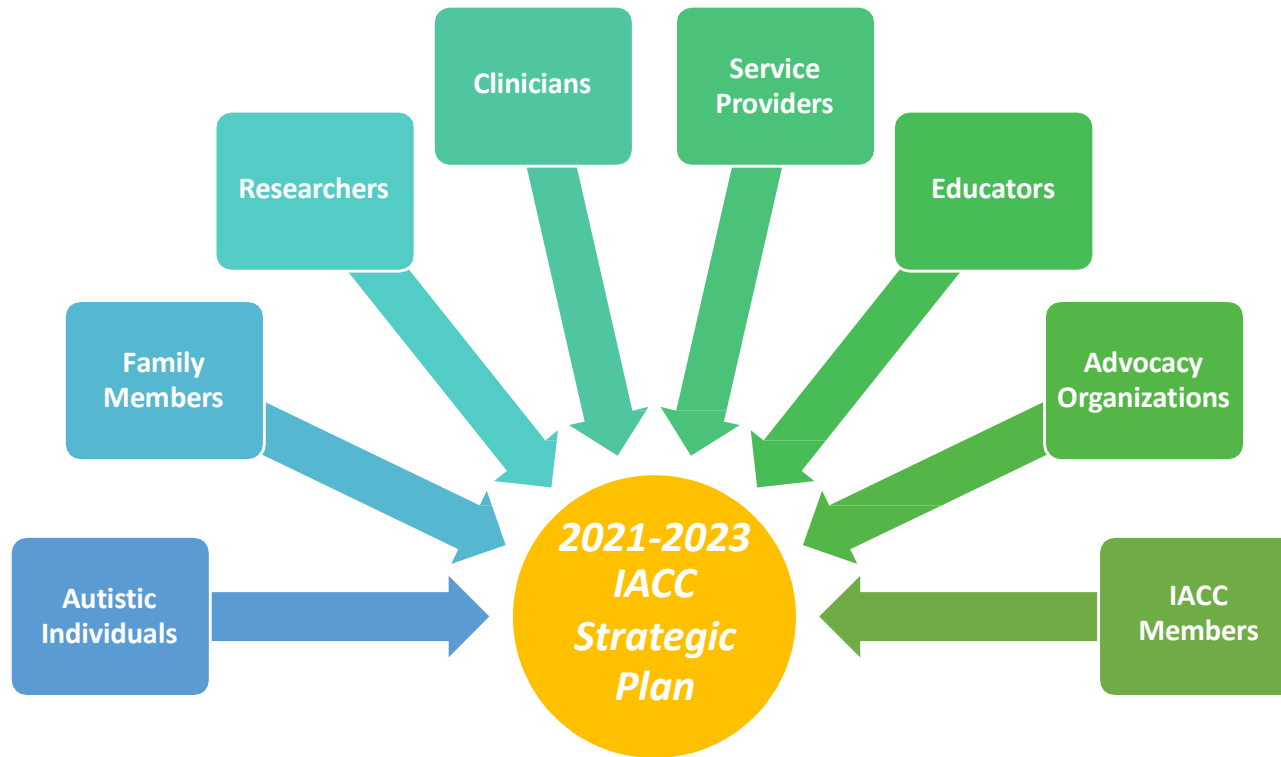 Clinicians
Service
Providers
Researchers
Educators
Family
Members
Advocacy
Organizations
Autistic
Individuals
2021-2023
IACC
Strategic
Plan
IACC
Members